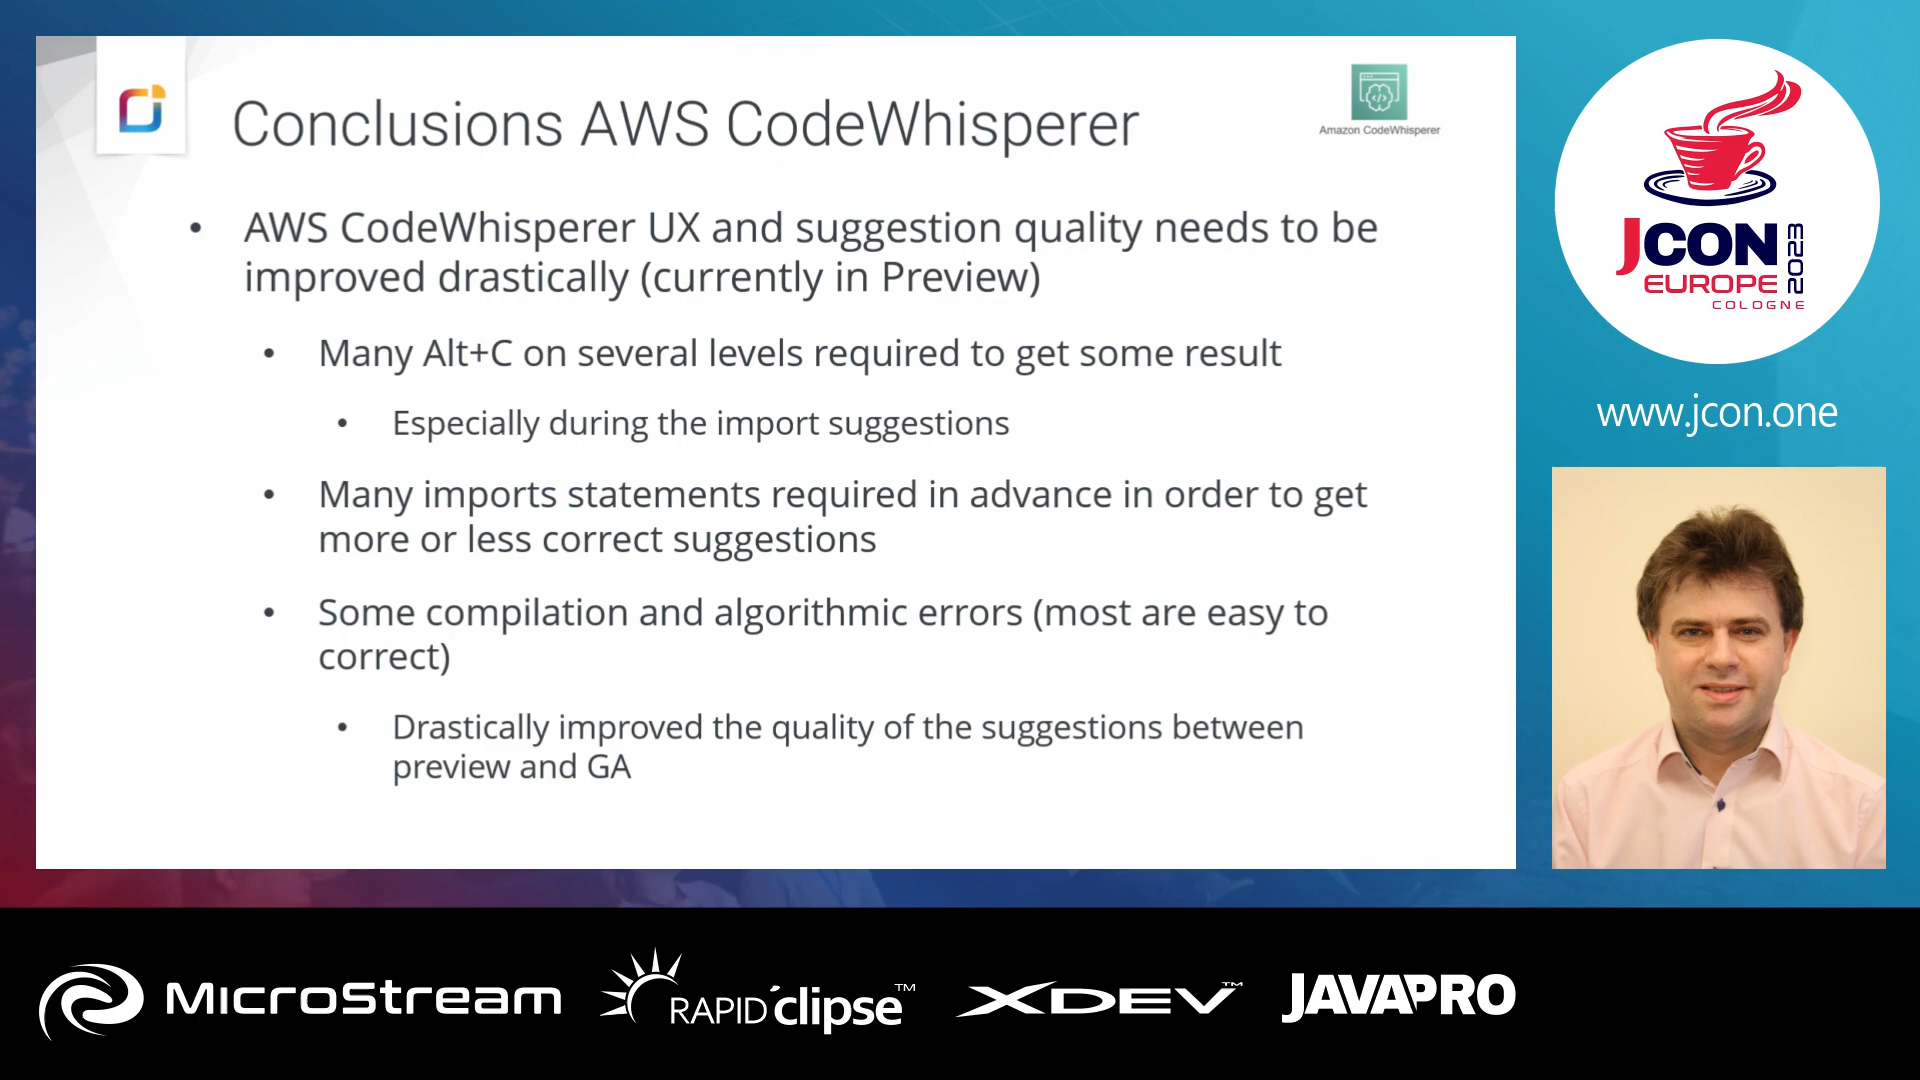 Conclusions AWS CodeWhisperer
Amazon CodeWhisperer
• AWS CodeWhisperer UX and suggestion quality needs to be
improved drastically (currently in Preview)
• Many Alt+C on several levels required to get some result
• Especially during the import suggestions
• Many imports statements required in advance in order to get
more or less correct suggestions
• Some compilation and algorithmic errors (most are easy to
correct)
• Drastically improved the quality of the suggestions between
preview and GA
JCON
EUROPE
2023
COLOGNE
www.jcon.one
MicroStream
RAPID'clipse™
XDEV™
JAVAPRO